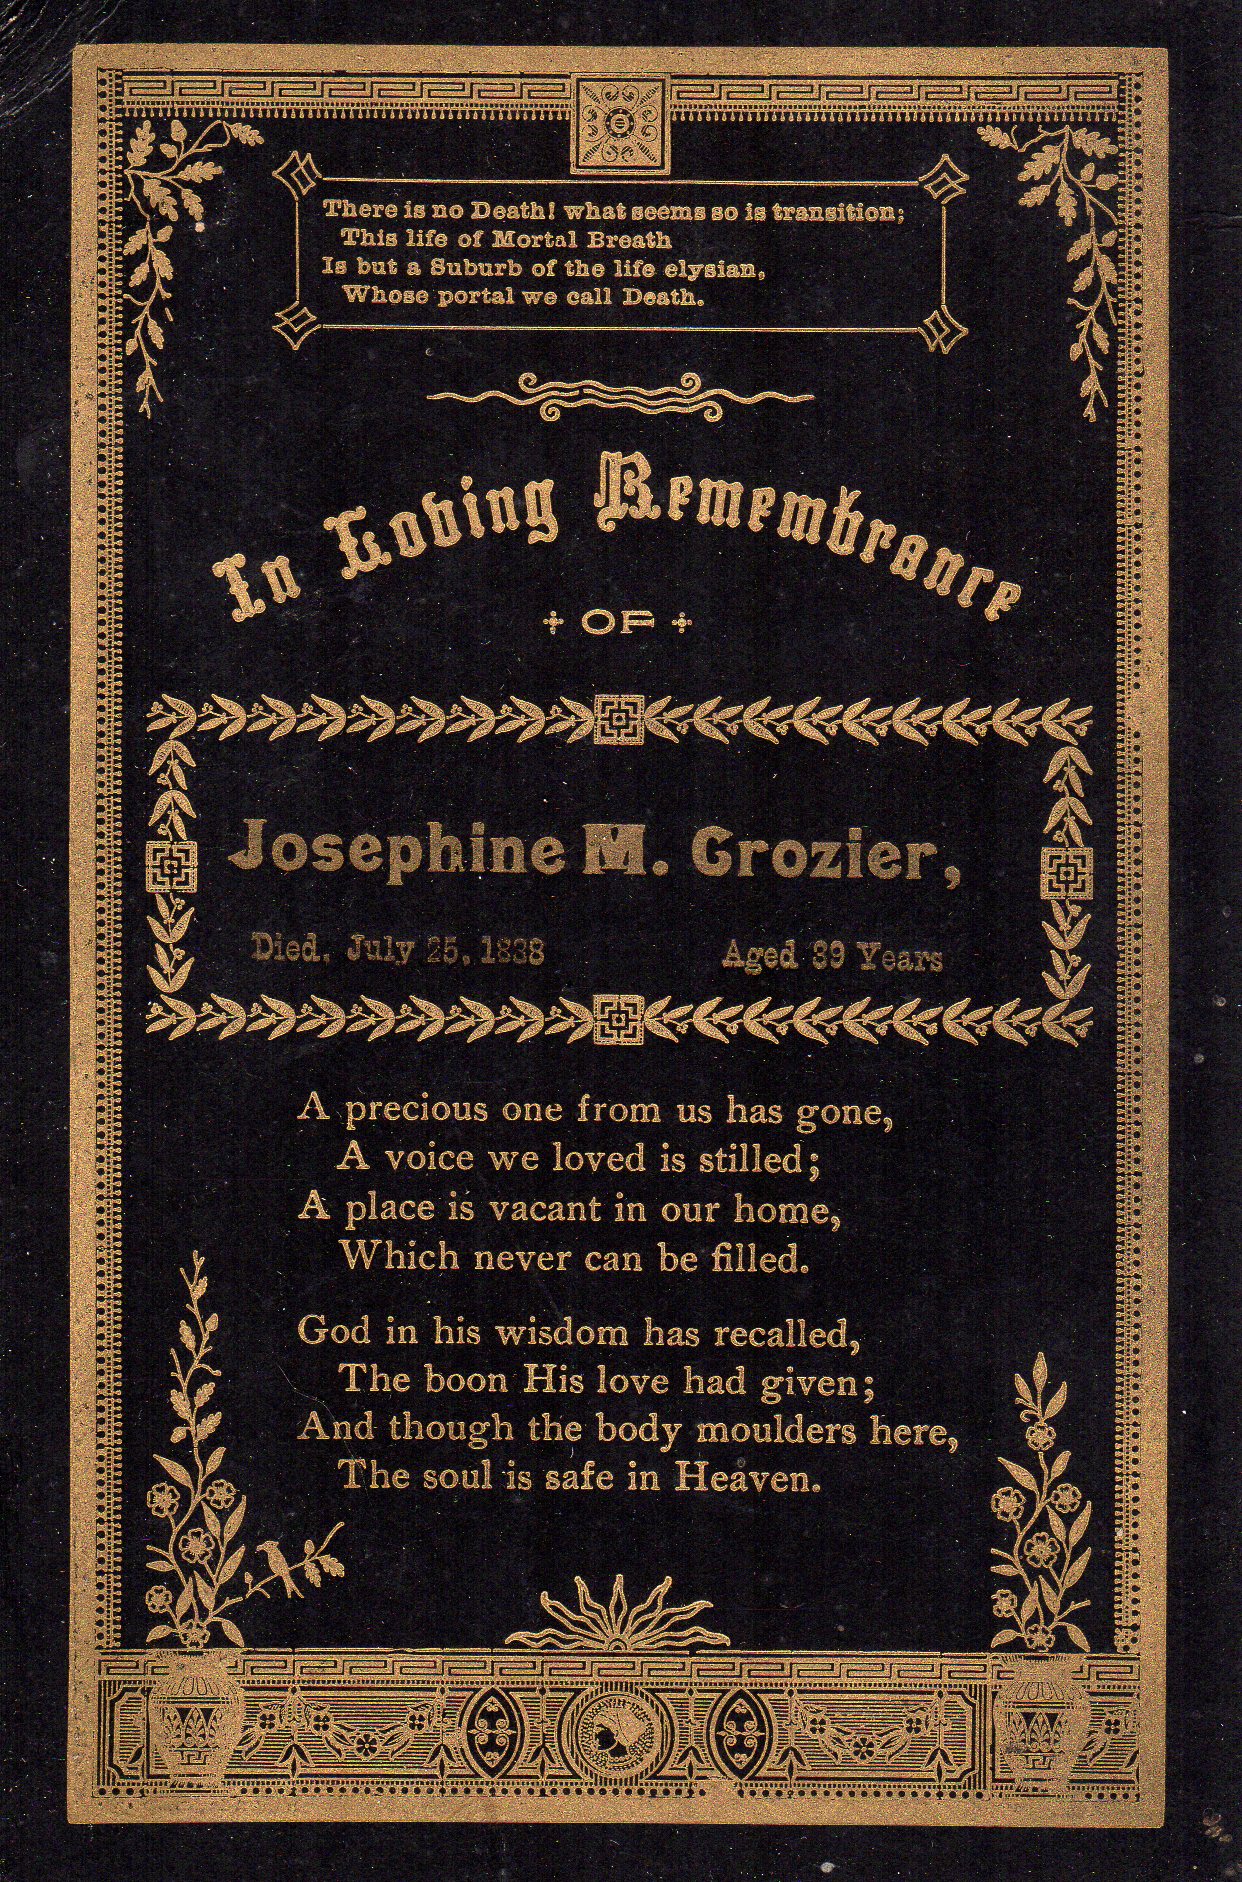 There is no Death! what seems so is transition;
This life of Mortal Breath
Is but a Suburb of the life elysian,
Whose portal we call Death.
In Loving Remembrance
OF
Josephine M. Grozier,
Died, July 25, 1888
Aged 39 Years
A precious one from us has gone,
A voice we loved is stilled;
A place is vacant in our home,
Which never can be filled.
God in his wisdom has recalled,
The boon His love had given;
And though the body moulders here,
The soul is safe in Heaven.